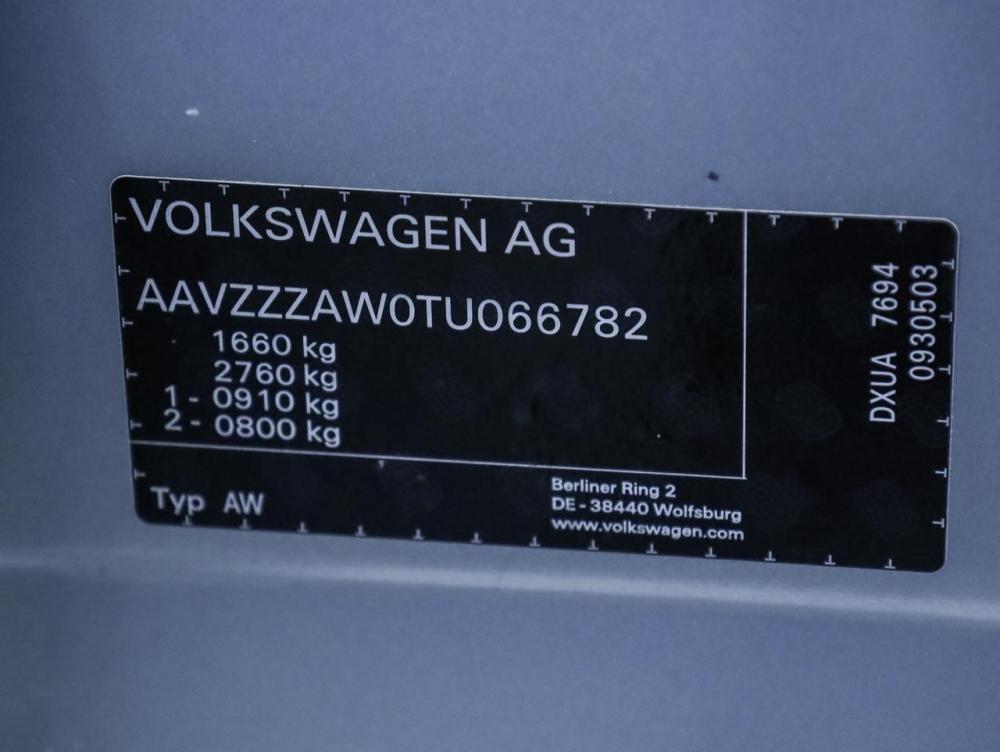 VOLKSWAGEN AG
AAVZZZAW0TU066782
1660 kg
2760 kg
1 - 0910 kg
2 - 0800 kg
Typ AW
Berliner Ring 2
DE - 38440 Wolfsburg
www.volkswagen.com
DXUA 7694
0930503